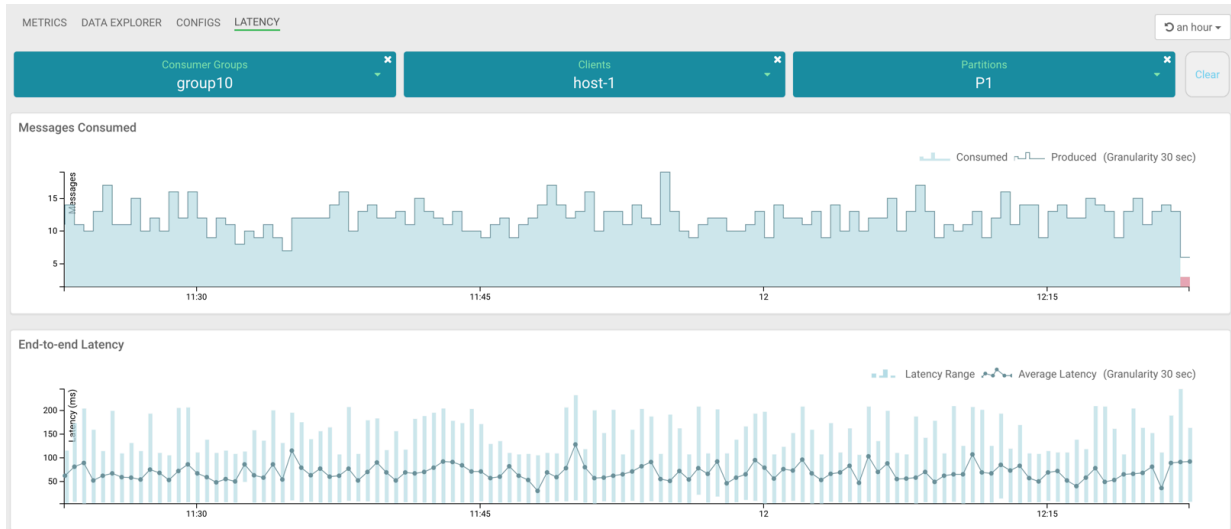 METRICS DATA EXPLORER CONFIGS LATENCY
an hour
Consumer Groups
group10
Clients
host-1
Partitions
P1
Clear
Messages Consumed
Consumed Produced (Granularity 30 sec)
Messages
15
10
5
11:30 11:45 12 12:15
End-to-end Latency
Latency Range Average Latency (Granularity 30 sec)
Latency (ms)
200
150
100
50
11:30 11:45 12 12:15